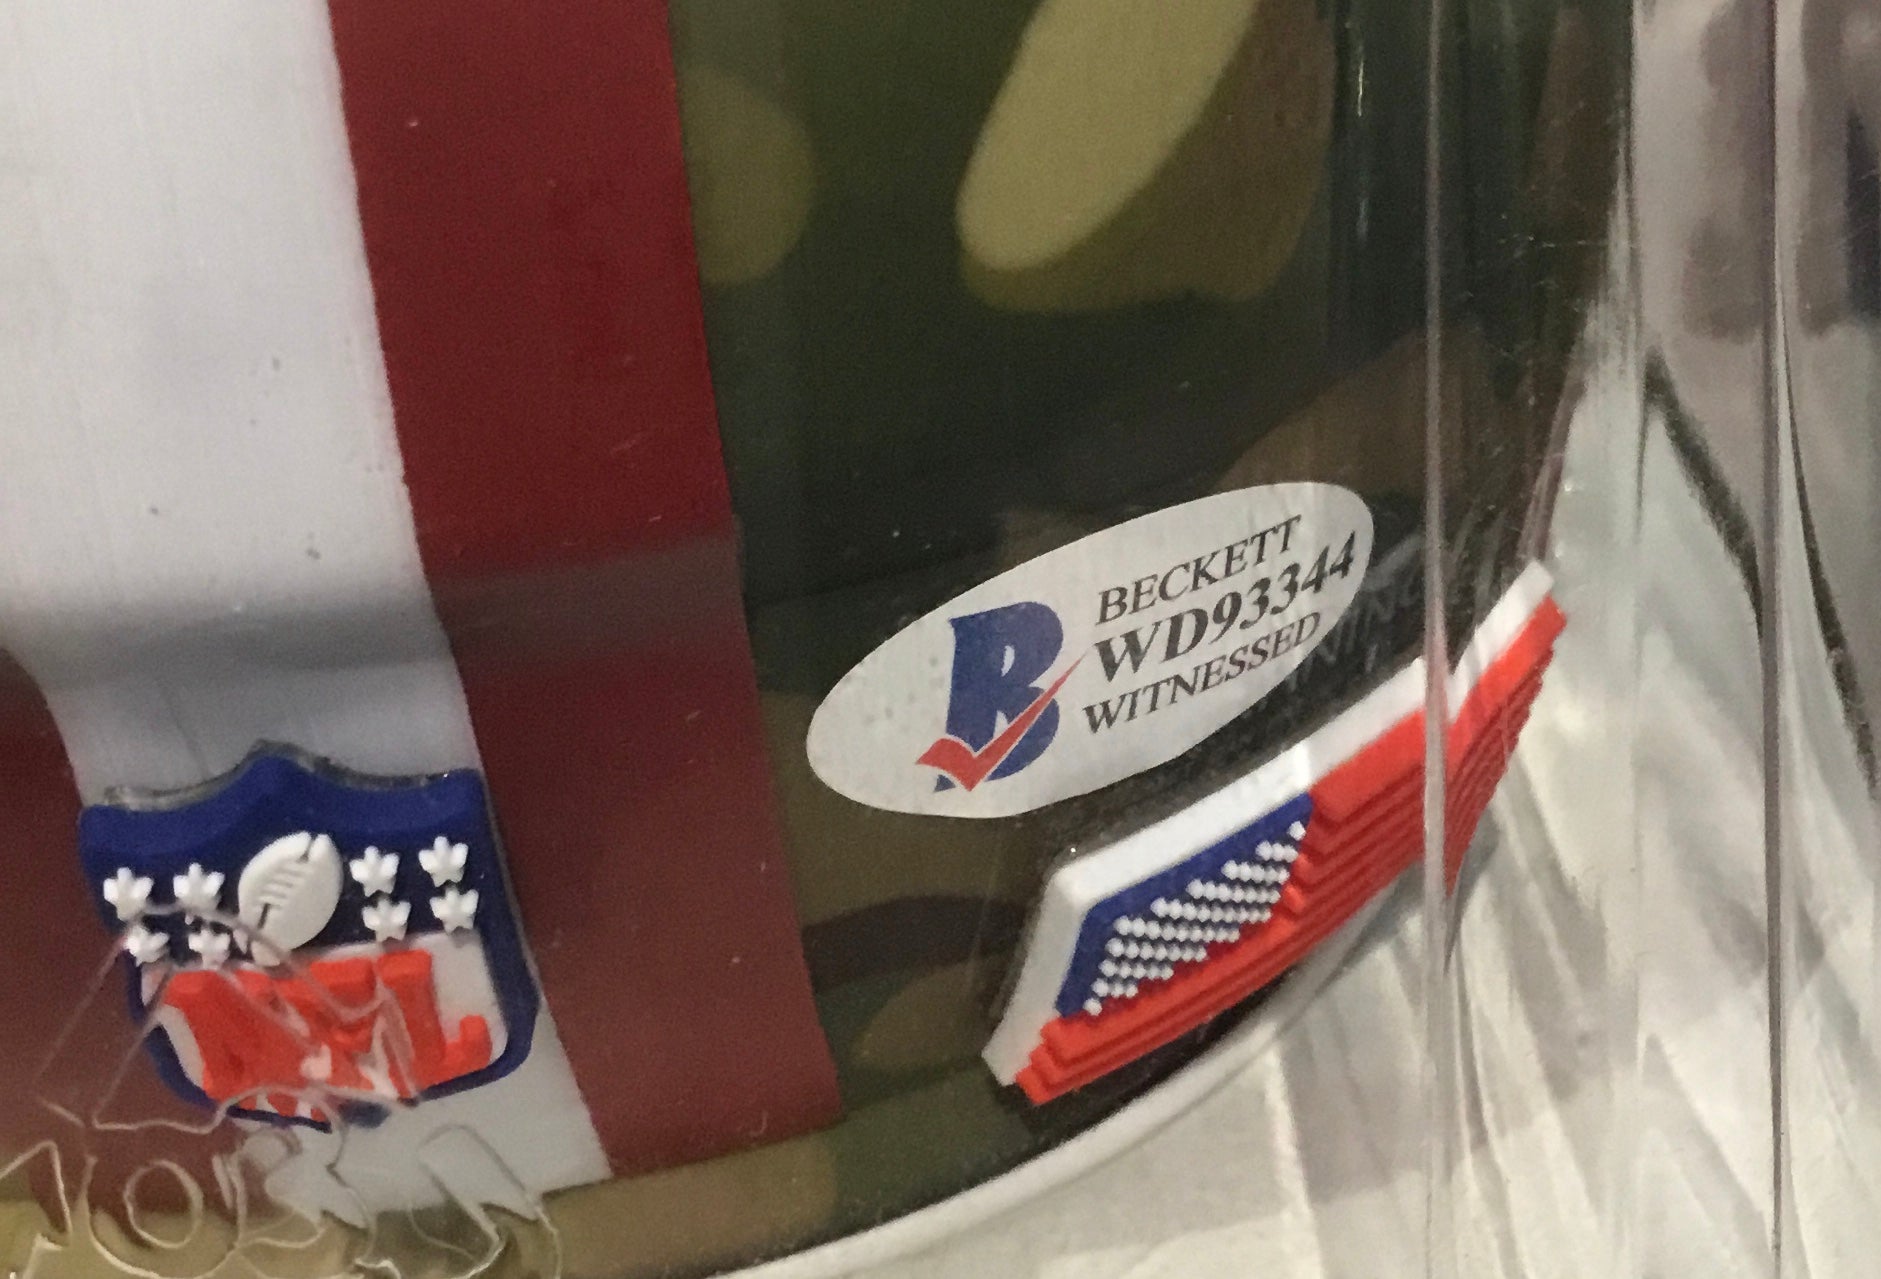 BECKETT
WD93344
WITNESSED
NFL